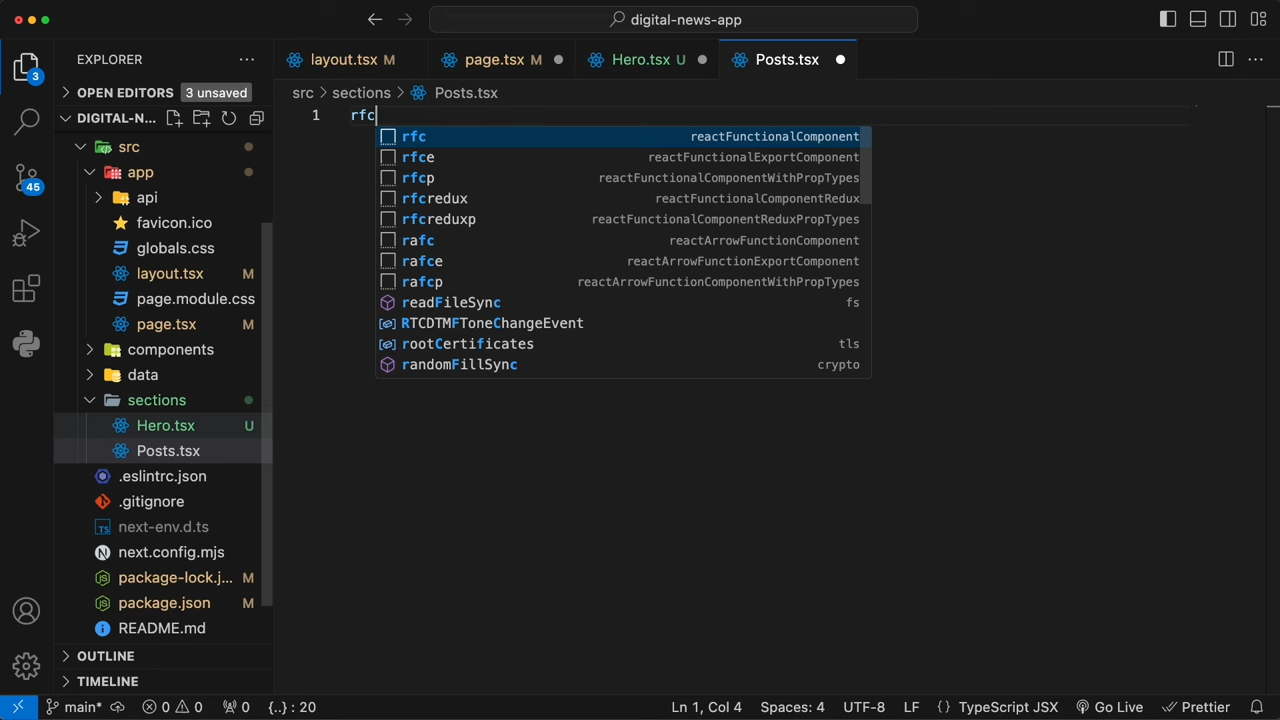 digital-news-app
EXPLORER
layout.tsx M
page.tsx M
Hero.tsx U
Posts.tsx
OPEN EDITORS 3 unsaved
src sections Posts.tsx
DIGITAL-N...
1 rfc
rfc reactFunctionalComponent
rfce reactFunctionalExportComponent
rfcp reactFunctionalComponentWithPropTypes
rfcredux reactFunctionalComponentRedux
rfcreduxp reactFunctionalComponentReduxPropTypes
rafc reactArrowFunctionComponent
rafce reactArrowFunctionExportComponent
rafcp reactArrowFunctionComponentWithPropTypes
readFileSync fs
RTCDTMFToneChangeEvent
rootCertificates tls
randomFillSync crypto
3
45
src
app
api
favicon.ico
globals.css
layout.tsx M
page.module.css
page.tsx M
components
data
sections
Hero.tsx U
Posts.tsx
.eslintrc.json
.gitignore
TS next-env.d.ts
N next.config.mjs
JS package-lock.j... M
JS package.json M
README.md
OUTLINE
TIMELINE
main* 0 0 0 {..} : 20 Ln 1, Col 4 Spaces: 4 UTF-8 LF {} TypeScript JSX Go Live Prettier